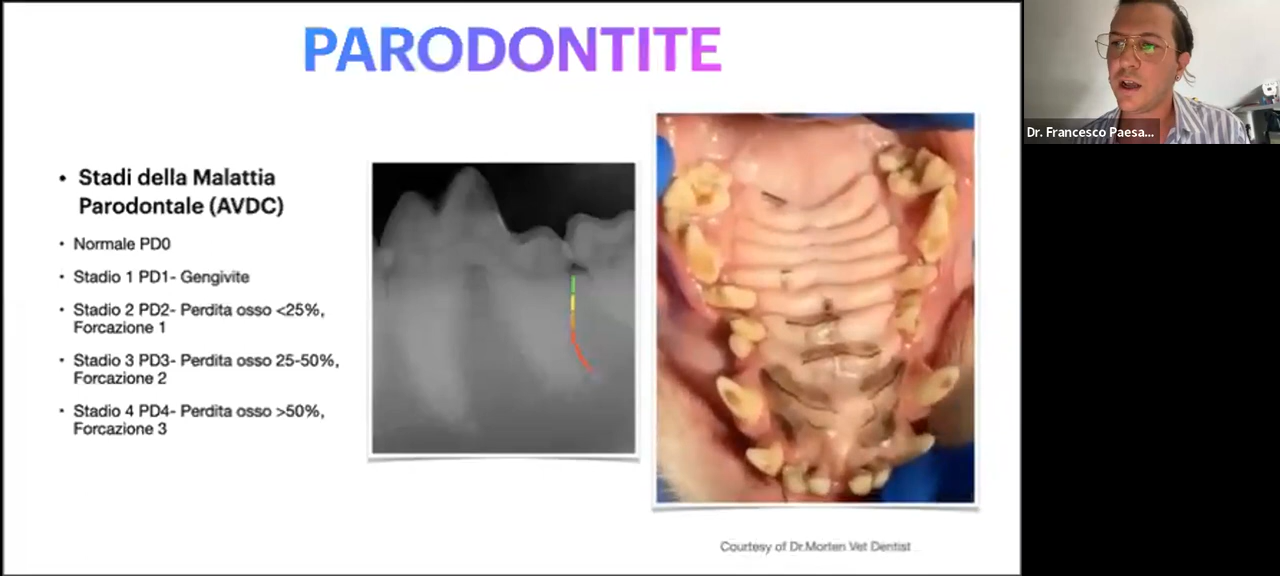 PARODONTITE
• Stadi della Malattia
Parodontale (AVDC)
• Normale PD0
• Stadio 1 PD1- Gengivite
• Stadio 2 PD2- Perdita osso <25%,
Forcazione 1
• Stadio 3 PD3- Perdita osso 25-50%,
Forcazione 2
• Stadio 4 PD4- Perdita osso >50%,
Forcazione 3
Courtesy of Dr.Morten Vet Dentist
Dr. Francesco Paesa...